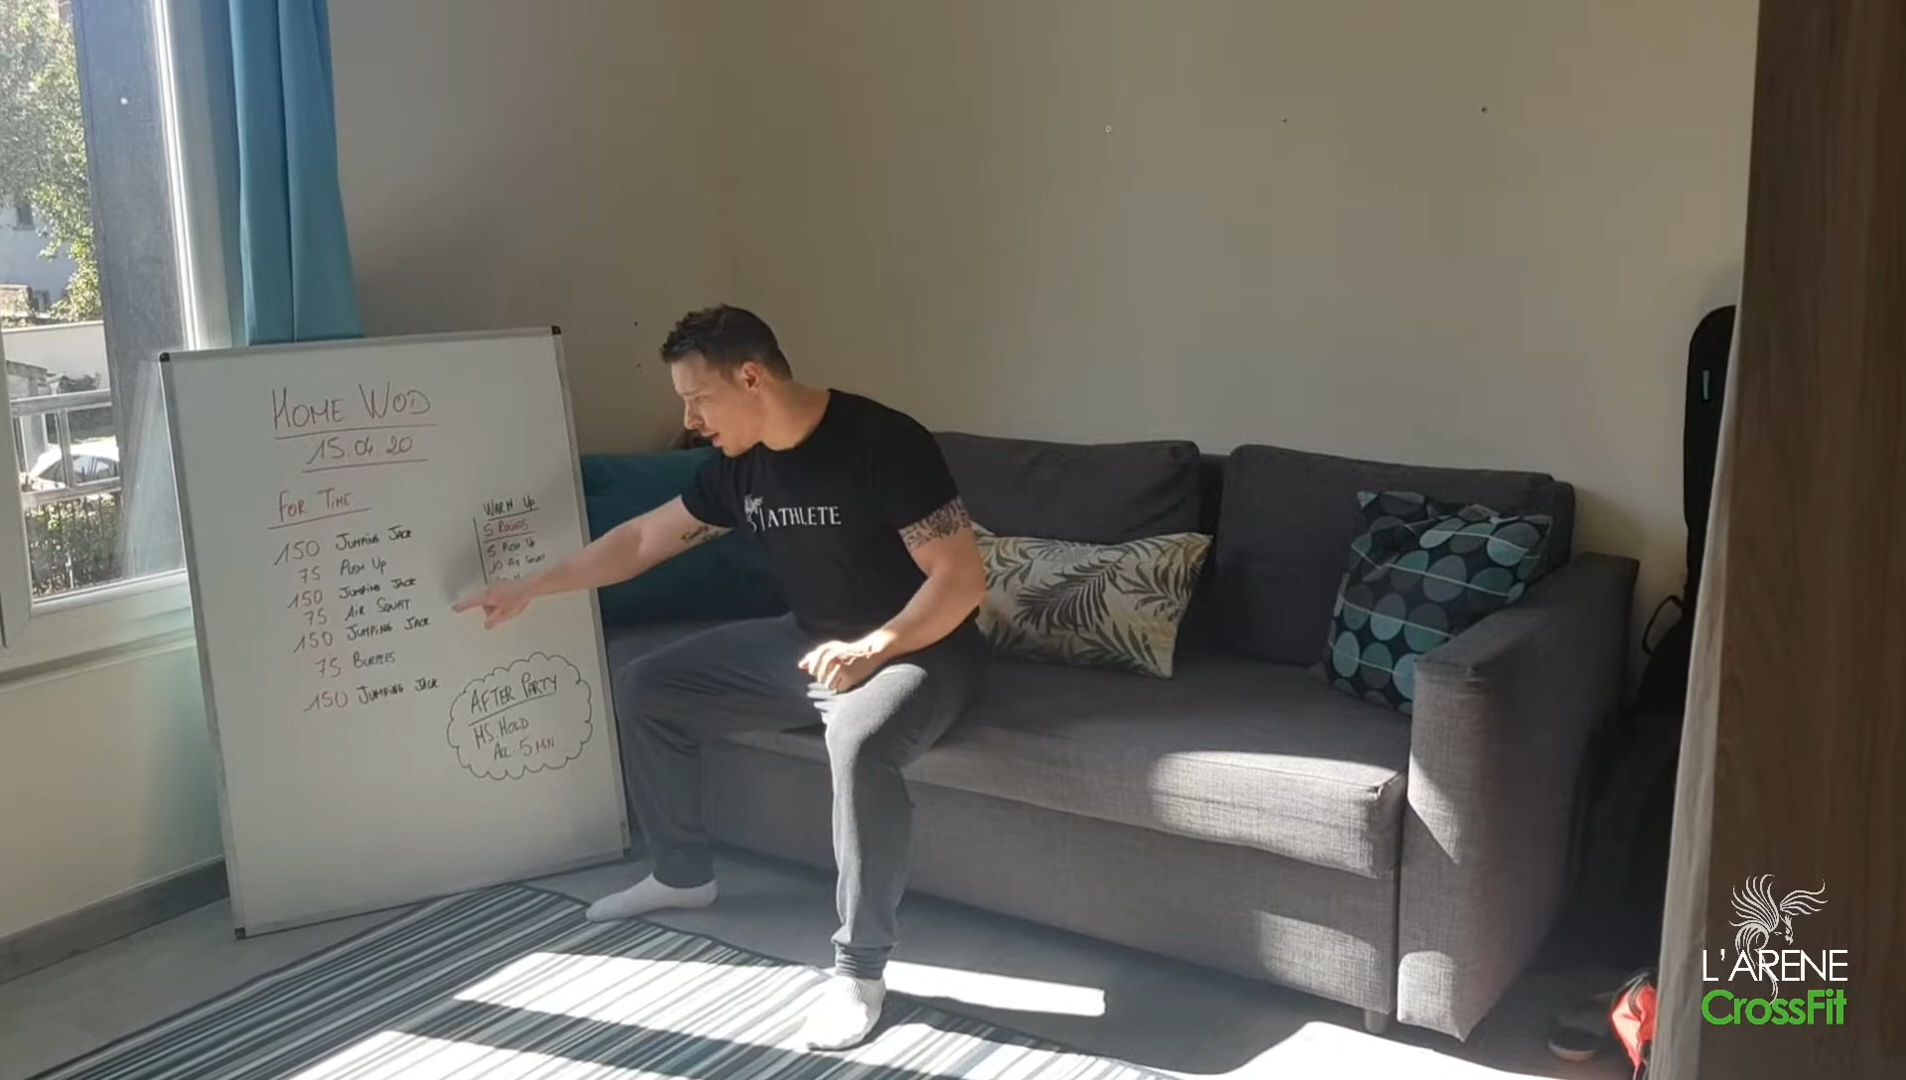 HOME WOD
15.04.20
FOR TIME
150 JUMPING JACK
75 PUSH UP
150 JUMPING JACK
75 AIR SQUAT
150 JUMPING JACK
75 BURPEES
150 JUMPING JACK
WARM UP
5 ROUNDS
5 PUSH UP
10 AIR SQUAT
AFTER PARTY
HS. HOLD
ACC. 5 MIN
ATHLETE
L'ARENE
CrossFit